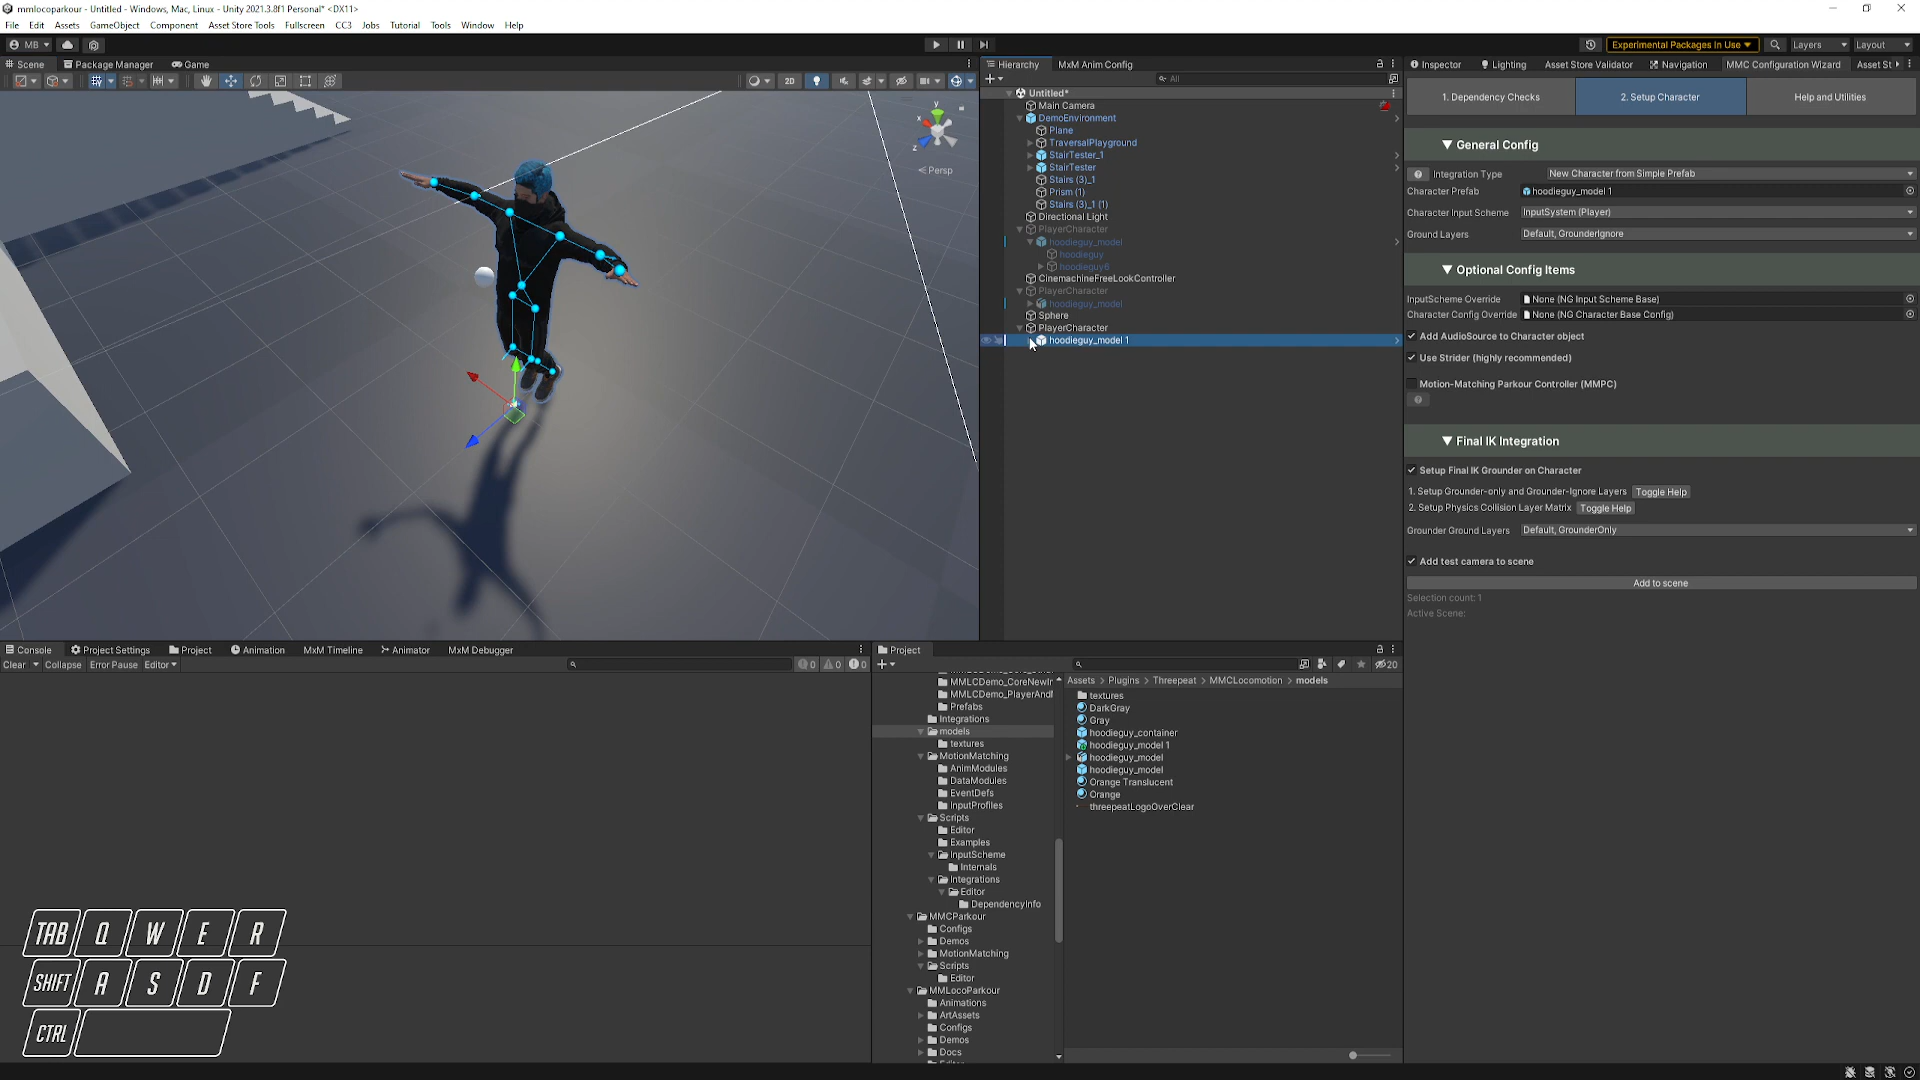 mmlocoparkour - Untitled - Windows, Mac, Linux - Unity 2021.3.8f1 Personal* <DX11>
File Edit Assets GameObject Component Asset Store Tools Fullscreen CC3 Jobs Tutorial Tools Window Help
MB Experimental Packages In Use Layers Layout
Scene Package Manager Game
2D
y
x
z
Persp
Hierarchy MxM Anim Config
All
Untitled*
Main Camera
DemoEnvironment
Plane
TraversalPlayground
StairTester_1
StairTester
Stairs (3)_1
Prism (1)
Stairs (3)_1 (1)
Directional Light
PlayerCharacter
hoodieguy_model
hoodieguy
hoodieguy6
CinemachineFreeLookController
PlayerCharacter
hoodieguy_model
Sphere
PlayerCharacter
hoodieguy_model 1
Inspector Lighting Asset Store Validator Navigation MMC Configuration Wizard Asset St
1. Dependency Checks 2. Setup Character Help and Utilities
General Config
Integration Type New Character from Simple Prefab
Character Prefab hoodieguy_model 1
Character Input Scheme InputSystem (Player)
Ground Layers Default, GrounderIgnore
Optional Config Items
InputScheme Override None (NG Input Scheme Base)
Character Config Override None (NG Character Base Config)
Add AudioSource to Character object
Use Strider (highly recommended)
Motion-Matching Parkour Controller (MMPC)
Final IK Integration
Setup Final IK Grounder on Character
1. Setup Grounder-only and Grounder-Ignore Layers Toggle Help
2. Setup Physics Collision Layer Matrix Toggle Help
Grounder Ground Layers Default, GrounderOnly
Add test camera to scene
Add to scene
Selection count: 1
Active Scene:
Console Project Settings Project Animation MxM Timeline Animator MxM Debugger
Clear Collapse Error Pause Editor 0 0 0
Project
20
MMLCDemo_CoreNewIn
MMLCDemo_PlayerAndI
Prefabs
Integrations
models
textures
MotionMatching
AnimModules
DataModules
EventDefs
InputProfiles
Scripts
Editor
Examples
InputScheme
Internals
Integrations
Editor
DependencyInfo
MMCParkour
Configs
Demos
MotionMatching
Scripts
Editor
MMLocoParkour
Animations
ArtAssets
Configs
Demos
Docs
Assets > Plugins > Threepeat > MMCLocomotion > models
textures
DarkGray
Gray
hoodieguy_container
hoodieguy_model 1
hoodieguy_model
hoodieguy_model
Orange Translucent
Orange
threepeatLogoOverClear
TAB Q W E R
SHIFT A S D F
CTRL